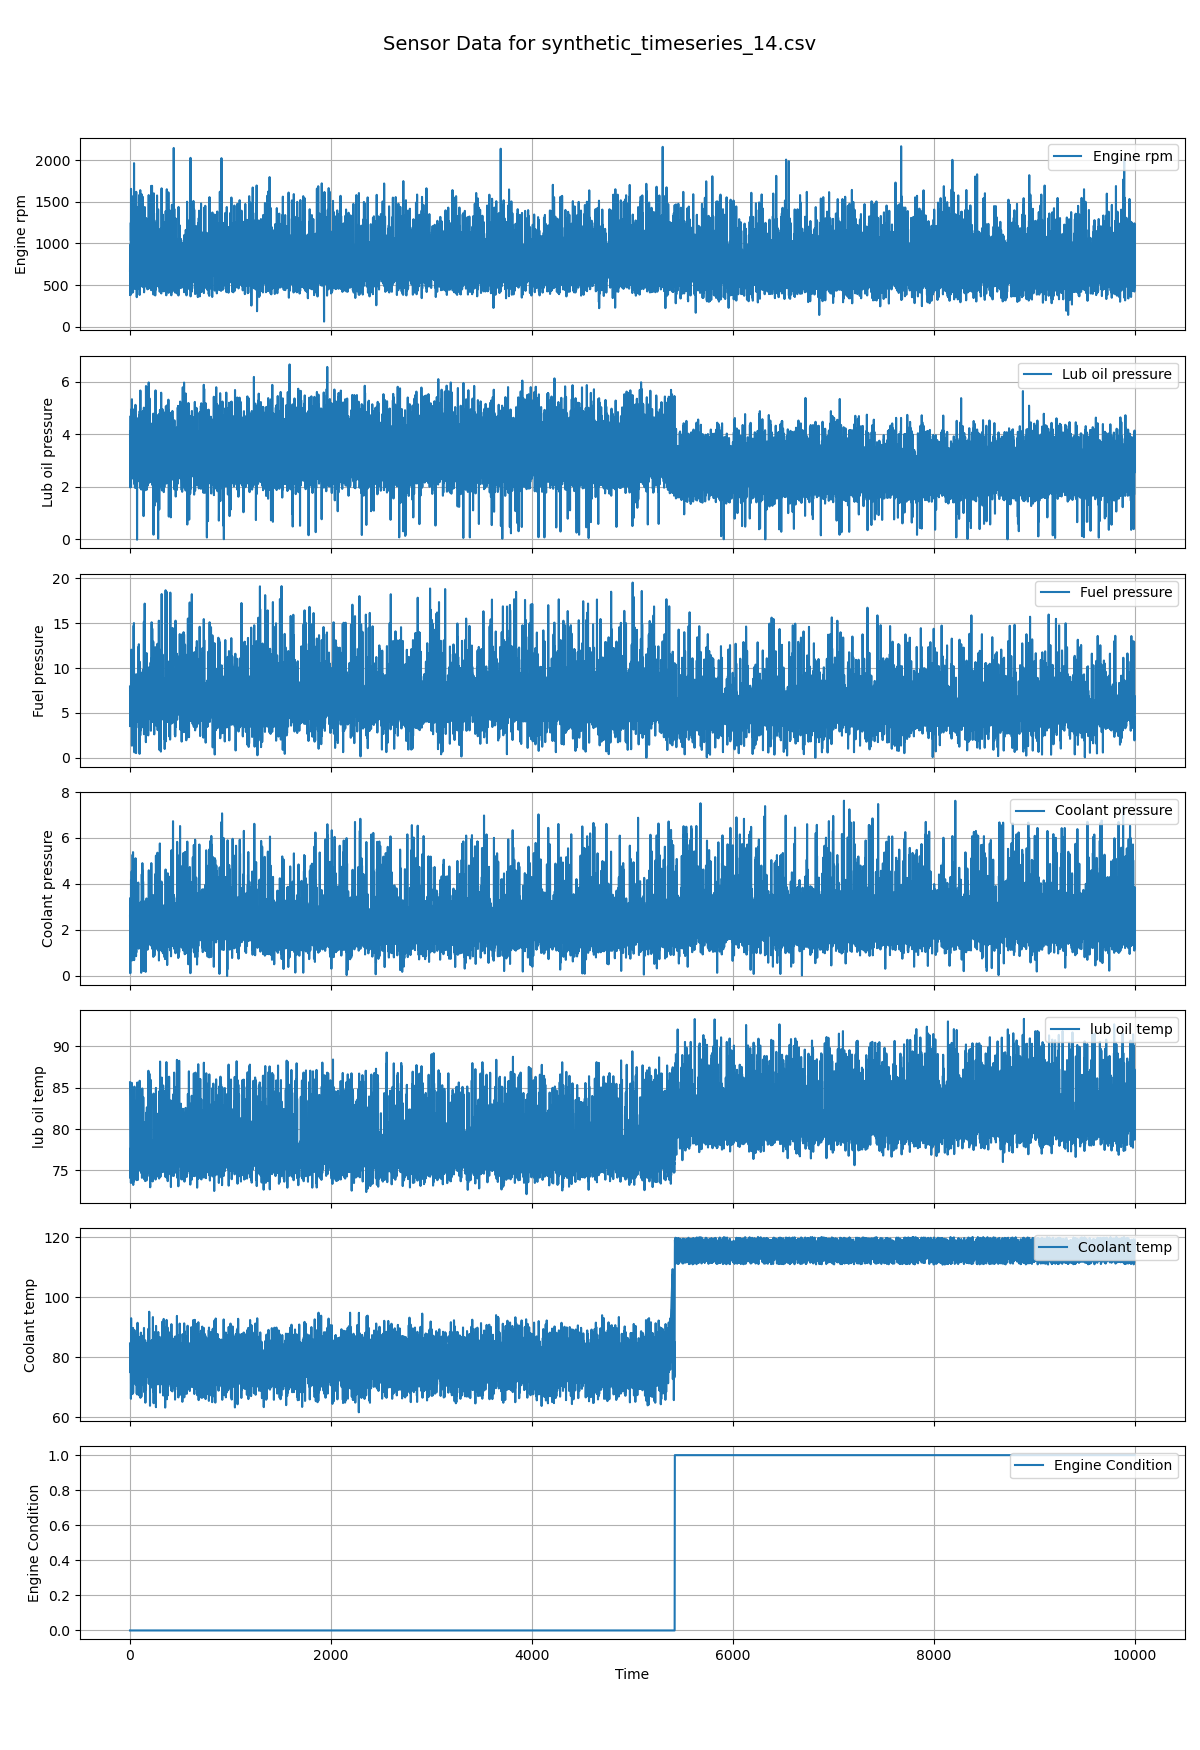 Sensor Data for synthetic_timeseries_14.csv
2000
1500
1000
500
0
Engine rpm
Engine rpm
6
4
2
0
Lub oil pressure
Lub oil pressure
20
15
10
5
0
Fuel pressure
Fuel pressure
8
6
4
2
0
Coolant pressure
Coolant pressure
90
85
80
75
lub oil temp
lub oil temp
120
100
80
60
Coolant temp
Coolant temp
1.0
0.8
0.6
0.4
0.2
0.0
Engine Condition
Engine Condition
0 2000 4000 6000 8000 10000
Time